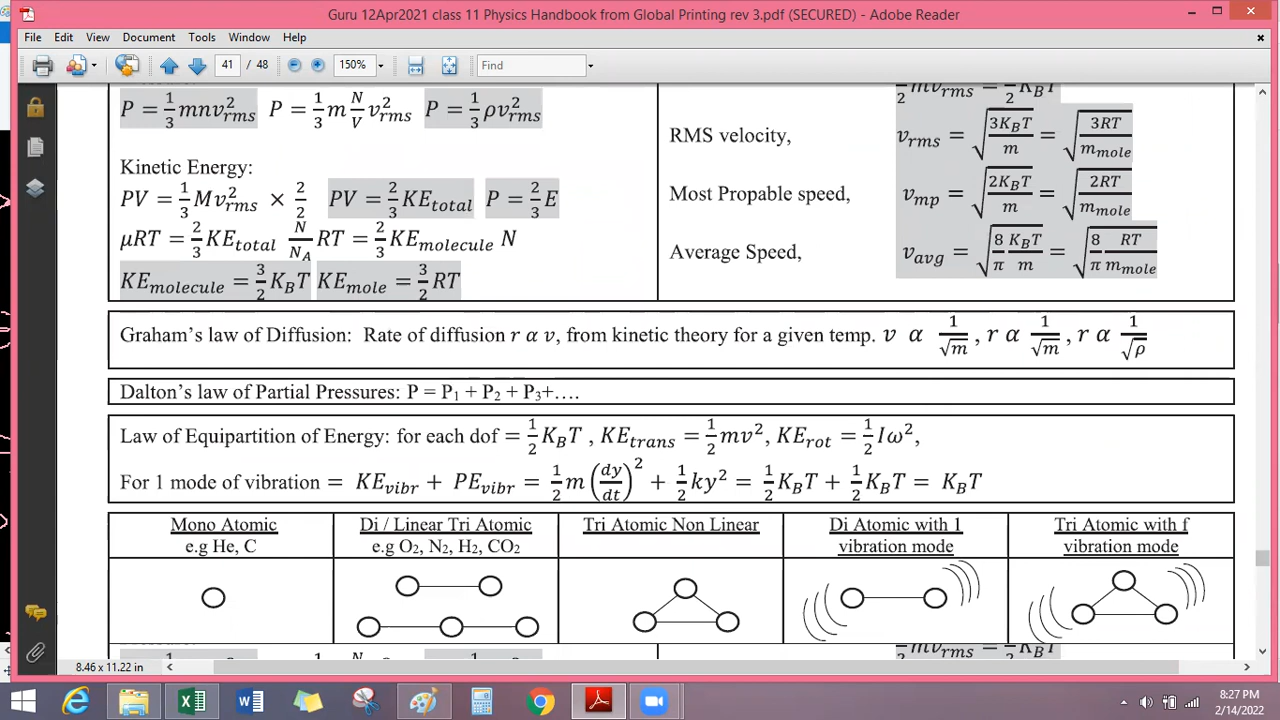 Guru 12Apr2021 class 11 Physics Handbook from Global Printing rev 3.pdf (SECURED) - Adobe Reader
File Edit View Document Tools Window Help
41 / 48 150% Find
P = 1/3 mnv²rms P = 1/3 m N/V v²rms P = 1/3 ρv²rms
Kinetic Energy:
PV = 1/3 Mv²rms × 2/2 PV = 2/3 KEtotal P = 2/3 E
μRT = 2/3 KEtotal N/NA RT = 2/3 KEmolecule N
KEmolecule = 3/2 KBT KEmole = 3/2 RT
2 mvrms = 2 KBT
RMS velocity, vrms = √(3KBT/m) = √(3RT/mmole)
Most Propable speed, vmp = √(2KBT/m) = √(2RT/mmole)
Average Speed, vavg = √(8/π KBT/m) = √(8/π RT/mmole)
Graham's law of Diffusion: Rate of diffusion r α v, from kinetic theory for a given temp. v α 1/√m , r α 1/√m , r α 1/√ρ
Dalton's law of Partial Pressures: P = P₁ + P₂ + P₃+….
Law of Equipartition of Energy: for each dof = 1/2 KBT , KEtrans = 1/2 mv², KErot = 1/2 Iω²,
For 1 mode of vibration = KEvibr + PEvibr = 1/2 m(dy/dt)² + 1/2 ky² = 1/2 KBT + 1/2 KBT = KBT
Mono Atomic
e.g He, C
Di / Linear Tri Atomic
e.g O₂, N₂, H₂, CO₂
Tri Atomic Non Linear
Di Atomic with 1
vibration mode
Tri Atomic with f
vibration mode
8.46 x 11.22 in
8:27 PM
2/14/2022